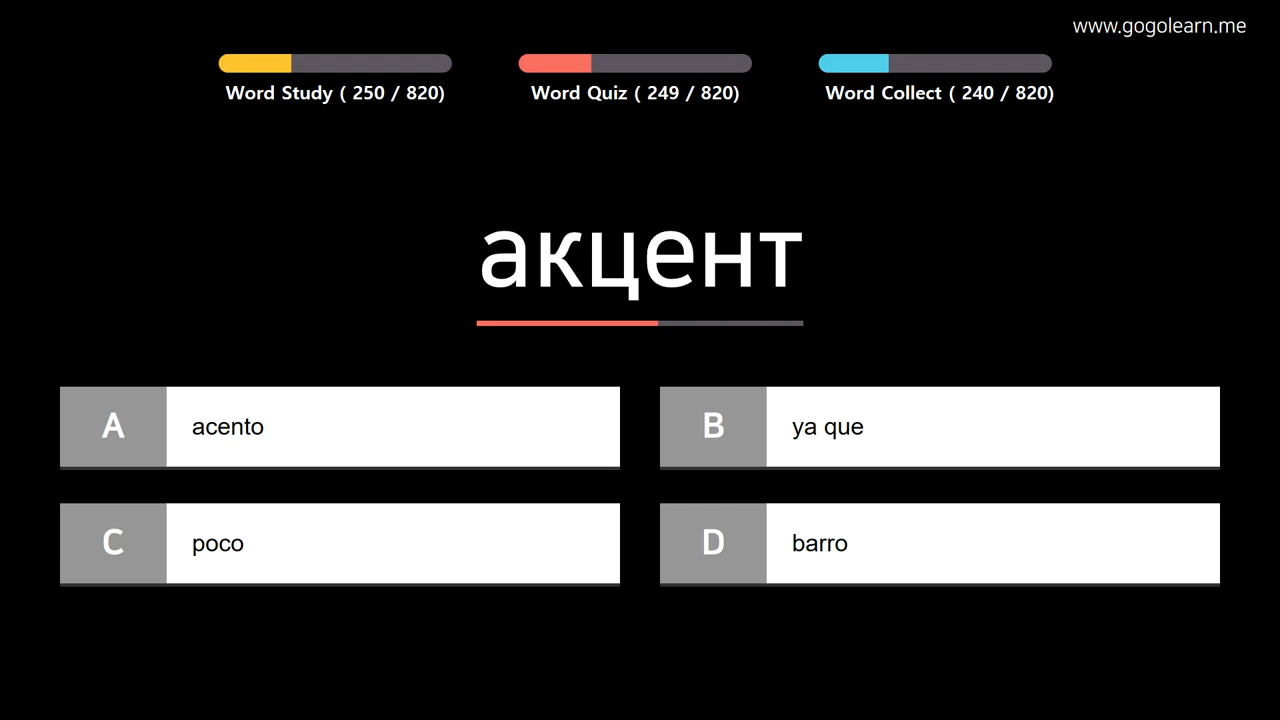 www.gogolearn.me
Word Study ( 250 / 820)
Word Quiz ( 249 / 820)
Word Collect ( 240 / 820)
акцент
A acento
B ya que
C poco
D barro